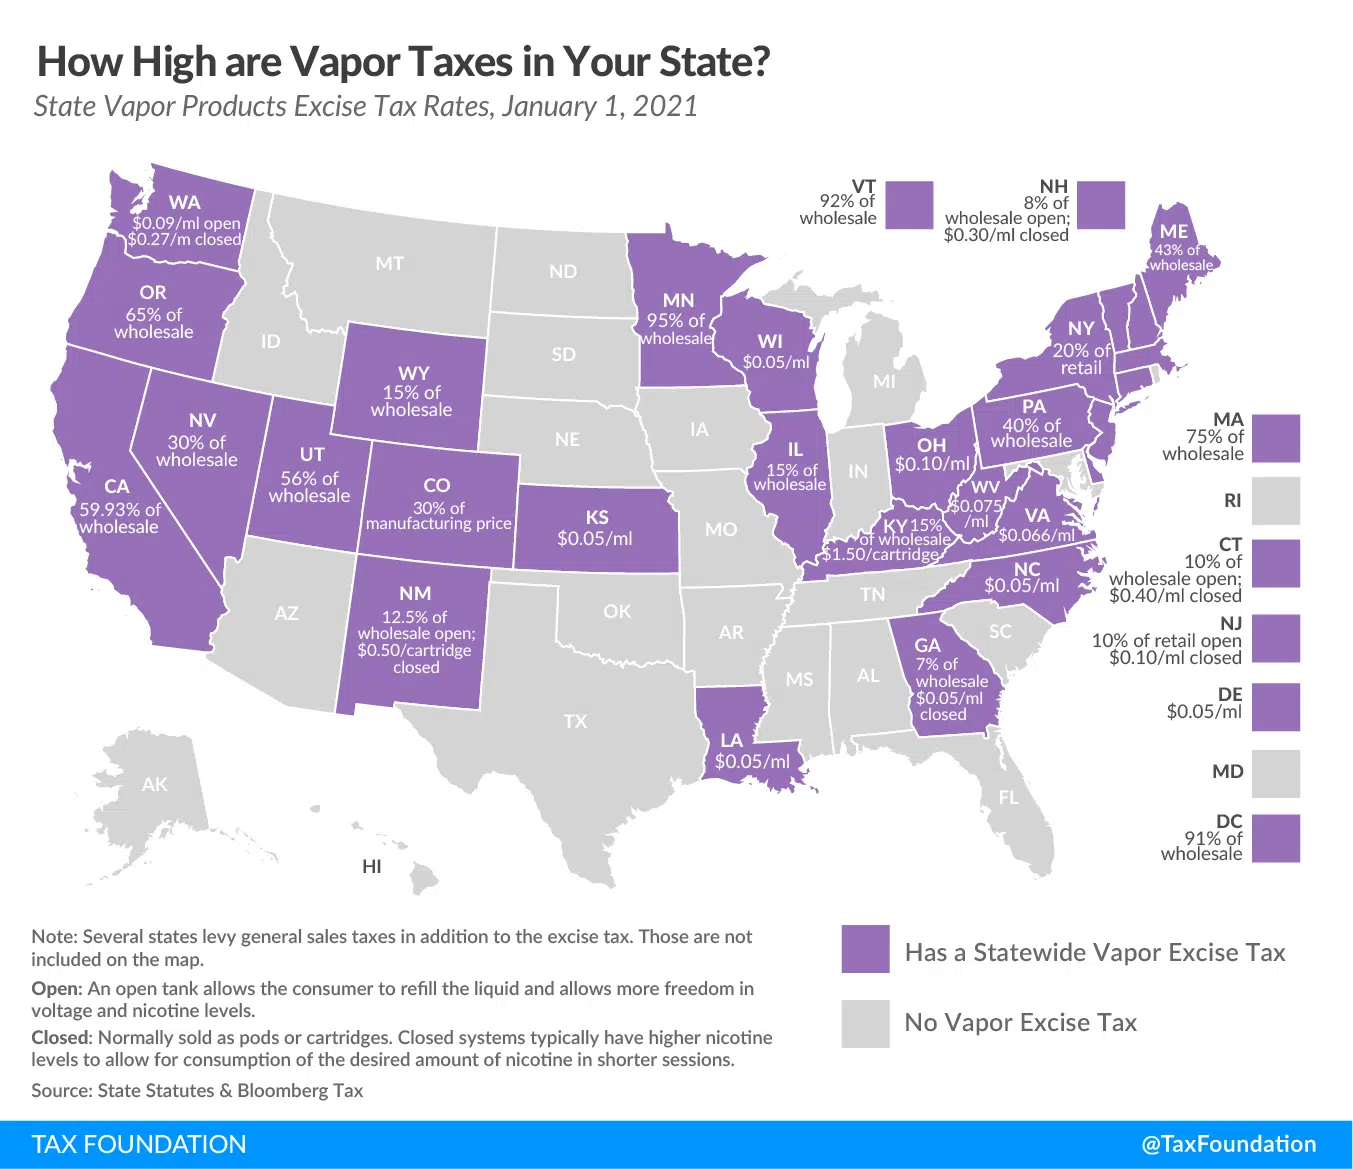 How High are Vapor Taxes in Your State?
State Vapor Products Excise Tax Rates, January 1, 2021
WA
$0.09/ml open
$0.27/m closed
OR
65% of
wholesale
CA
59.93% of
wholesale
NV
30% of
wholesale
ID
MT
WY
15% of
wholesale
UT
56% of
wholesale
CO
30% of
manufacturing price
AZ
NM
12.5% of
wholesale open;
$0.50/cartridge
closed
ND
SD
NE
KS
$0.05/ml
OK
TX
MN
95% of
wholesale
IA
MO
AR
LA
$0.05/ml
WI
$0.05/ml
IL
15% of
wholesale
MI
IN
OH
$0.10/ml
KY 15%
of wholesale
$1.50/cartridge
TN
MS
AL
GA
7% of
wholesale
$0.05/ml
closed
FL
SC
NC
$0.05/ml
VA
$0.066/ml
WV
$0.075
/ml
PA
40% of
wholesale
NY
20% of
retail
VT
92% of
wholesale
NH
8% of
wholesale open;
$0.30/ml closed
ME
43% of
wholesale
MA
75% of
wholesale
RI
CT
10% of
wholesale open;
$0.40/ml closed
NJ
10% of retail open
$0.10/ml closed
DE
$0.05/ml
MD
DC
91% of
wholesale
AK
HI
Note: Several states levy general sales taxes in addition to the excise tax. Those are not
included on the map.
Open: An open tank allows the consumer to refill the liquid and allows more freedom in
voltage and nicotine levels.
Closed: Normally sold as pods or cartridges. Closed systems typically have higher nicotine
levels to allow for consumption of the desired amount of nicotine in shorter sessions.
Source: State Statutes & Bloomberg Tax
Has a Statewide Vapor Excise Tax
No Vapor Excise Tax
TAX FOUNDATION
@TaxFoundation